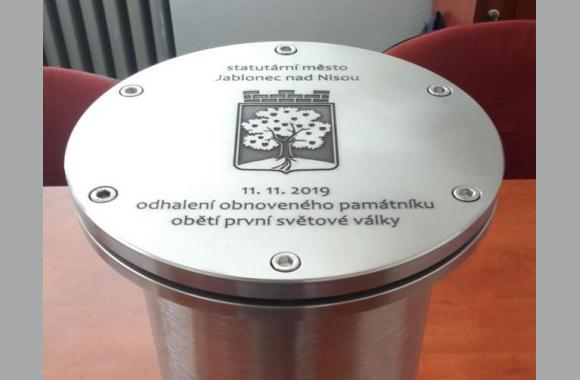 statutární město
Jablonec nad Nisou
11. 11. 2019
odhalení obnoveného památníku
obětí první světové války